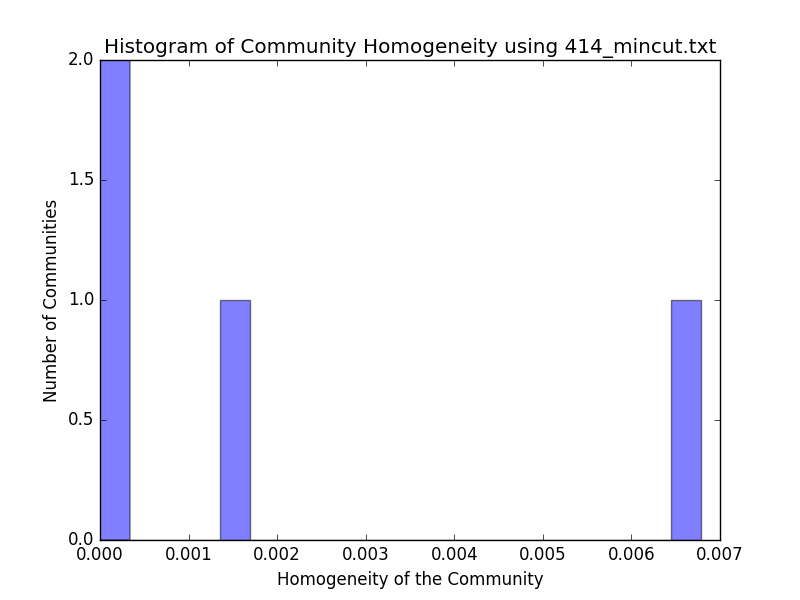 Histogram of Community Homogeneity using 414_mincut.txt
2.0
1.5
1.0
0.5
0.0
Number of Communities
0.000 0.001 0.002 0.003 0.004 0.005 0.006 0.007
Homogeneity of the Community